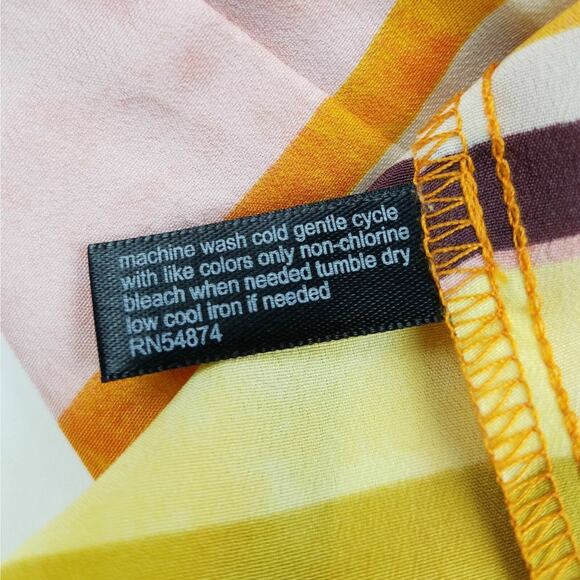 machine wash cold gentle cycle
with like colors only non-chlorine
bleach when needed tumble dry
low cool iron if needed
RN54874